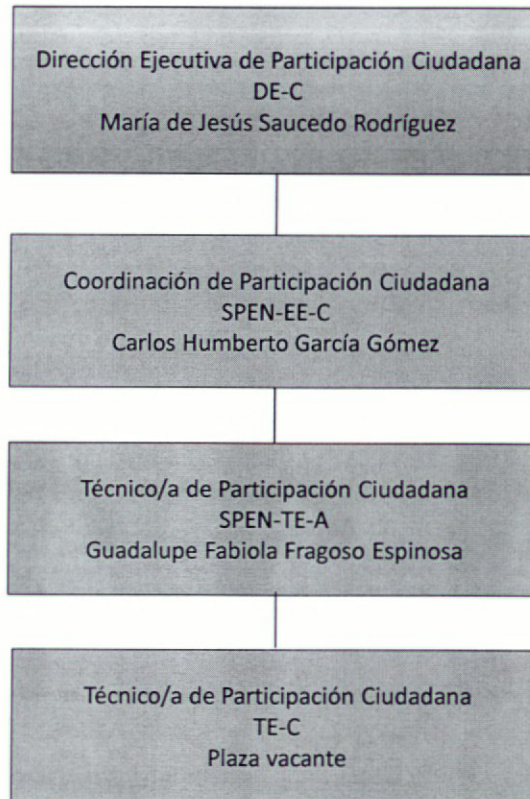 Dirección Ejecutiva de Participación Ciudadana
DE-C
María de Jesús Saucedo Rodríguez
Coordinación de Participación Ciudadana
SPEN-EE-C
Carlos Humberto García Gómez
Técnico/a de Participación Ciudadana
SPEN-TE-A
Guadalupe Fabiola Fragoso Espinosa
Técnico/a de Participación Ciudadana
TE-C
Plaza vacante